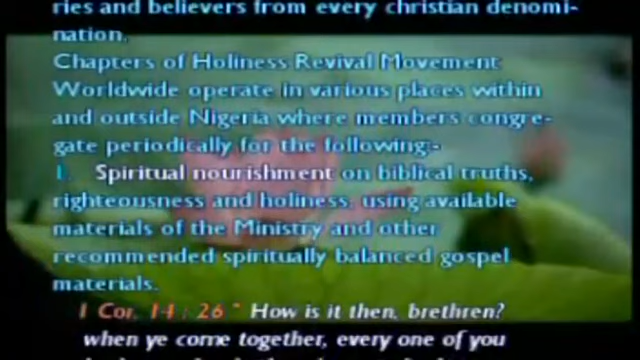 ries and believers from every christian denomi-
nation.
Chapters of Holiness Revival Movement
Worldwide operate in various places within
and outside Nigeria where members congre-
gate periodically for the following:-
1. Spiritual nourishment on biblical truths,
righteousness and holiness, using available
materials of the Ministry and other
recommended spiritually balanced gospel
materials.
1 Cor. 14 : 26 " How is it then, brethren?
when ye come together, every one of you